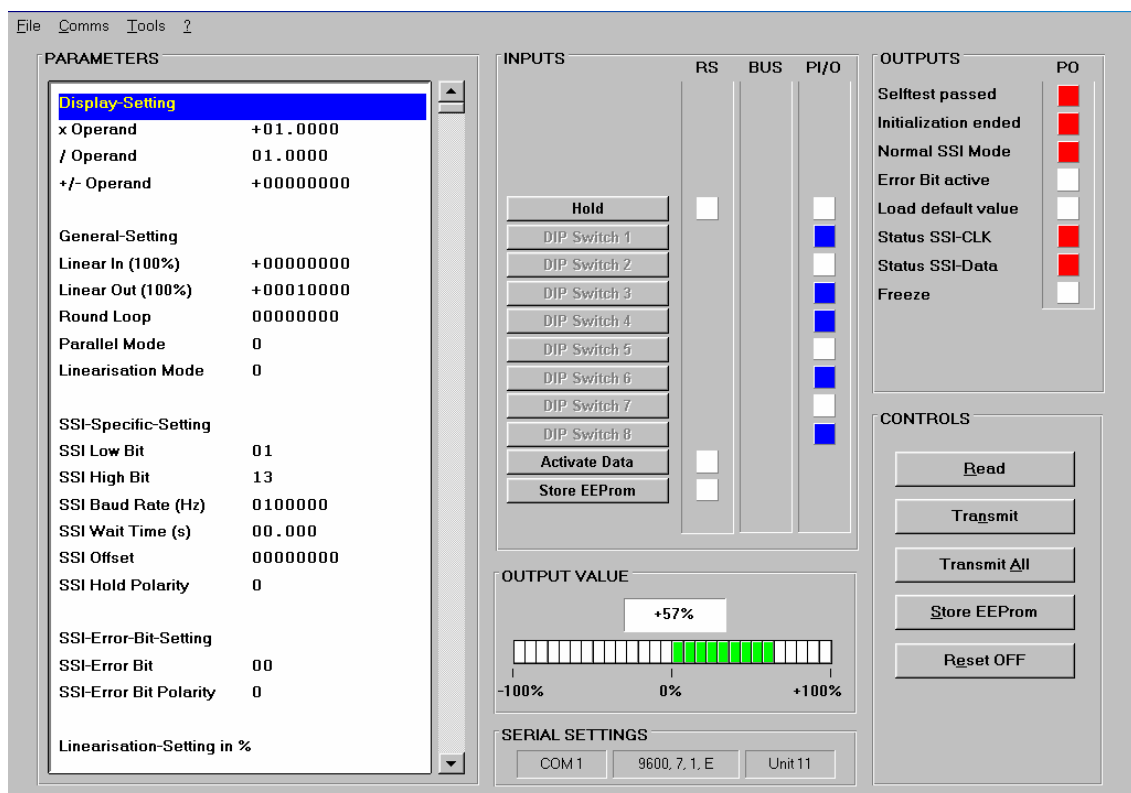 File Comms Tools ?
PARAMETERS
Display-Setting
x Operand +01.0000
/ Operand 01.0000
+/- Operand +00000000
General-Setting
Linear In (100%) +00000000
Linear Out (100%) +00010000
Round Loop 00000000
Parallel Mode 0
Linearisation Mode 0
SSI-Specific-Setting
SSI Low Bit 01
SSI High Bit 13
SSI Baud Rate (Hz) 0100000
SSI Wait Time (s) 00.000
SSI Offset 00000000
SSI Hold Polarity 0
SSI-Error-Bit-Setting
SSI-Error Bit 00
SSI-Error Bit Polarity 0
Linearisation-Setting in %
INPUTS
RS BUS PI/O
Hold
DIP Switch 1
DIP Switch 2
DIP Switch 3
DIP Switch 4
DIP Switch 5
DIP Switch 6
DIP Switch 7
DIP Switch 8
Activate Data
Store EEProm
OUTPUT VALUE
+57%
-100% 0% +100%
SERIAL SETTINGS
COM 1 9600, 7, 1, E Unit 11
OUTPUTS
PO
Selftest passed
Initialization ended
Normal SSI Mode
Error Bit active
Load default value
Status SSI-CLK
Status SSI-Data
Freeze
CONTROLS
Read
Transmit
Transmit All
Store EEProm
Reset OFF